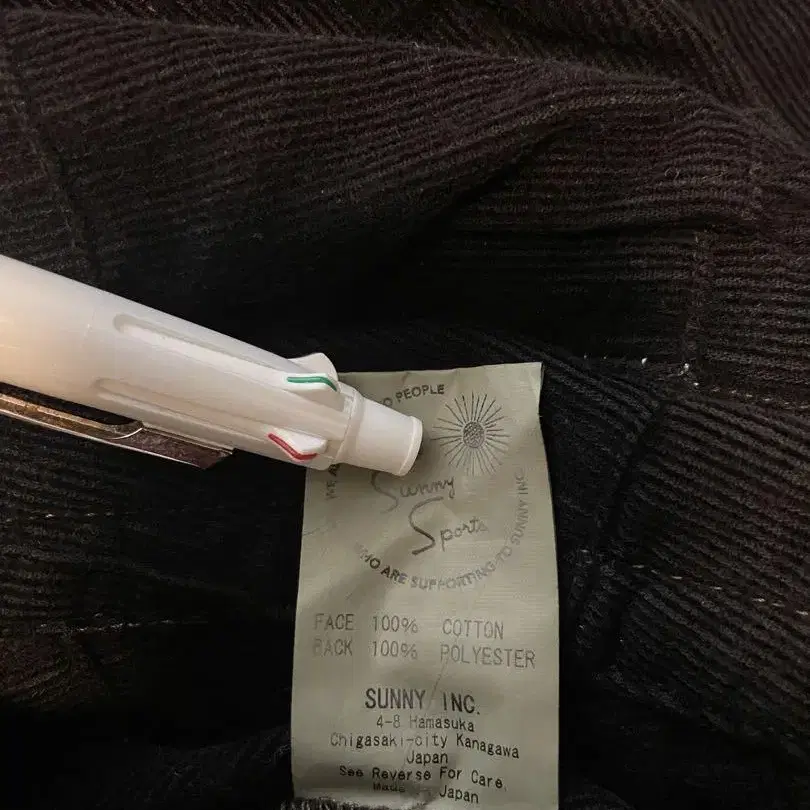 PEOPLE
Sunny
Sports
WHO ARE SUPPORTING TO SUNNY INC
FACE 100% COTTON
BACK 100% POLYESTER
SUNNY INC.
4-8 Hamasuka
Chigasaki-city Kanagawa
Japan
See Reverse For Care.
Made Japan